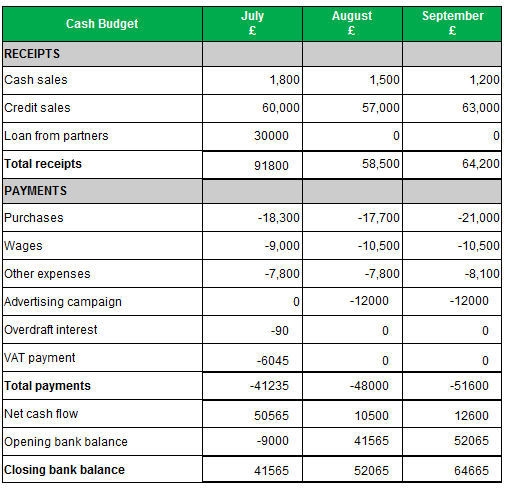 Cash Budget July £ August £ September £
RECEIPTS
Cash sales 1,800 1,500 1,200
Credit sales 60,000 57,000 63,000
Loan from partners 30000 0 0
Total receipts 91800 58,500 64,200
PAYMENTS
Purchases -18,300 -17,700 -21,000
Wages -9,000 -10,500 -10,500
Other expenses -7,800 -7,800 -8,100
Advertising campaign 0 -12000 -12000
Overdraft interest -90 0 0
VAT payment -6045 0 0
Total payments -41235 -48000 -51600
Net cash flow 50565 10500 12600
Opening bank balance -9000 41565 52065
Closing bank balance 41565 52065 64665